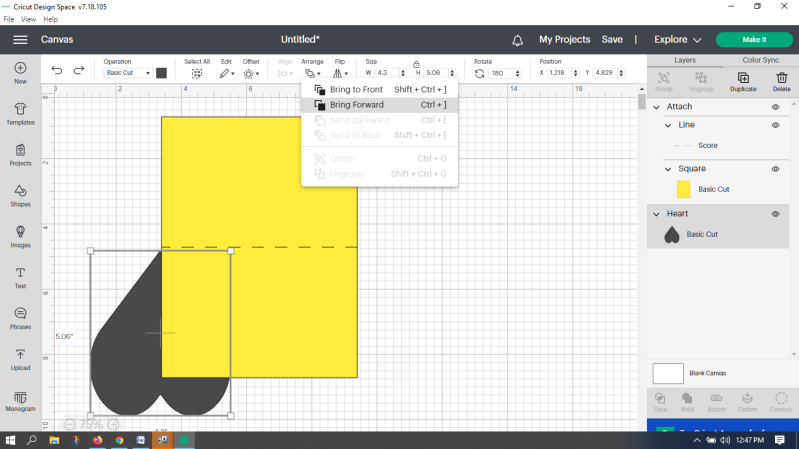 Cricut Design Space v7.18.105
File View Help
Canvas
Untitled*
My Projects Save | Explore
Make It
New
Templates
Projects
Shapes
Images
Text
Phrases
Upload
Monogram
Operation
Basic Cut
Select All
Edit
Offset
Align
Arrange
Flip
Size
W 4.3
H 5.06
Rotate
180
Position
X 1.218
Y 4.829
0 2 4 14 16
0
2
4
6
8
10
Bring to Front Shift + Ctrl + ]
Bring Forward Ctrl + ]
Send Backward Ctrl + [
Send to Back Shift + Ctrl + [
Group Ctrl + G
Ungroup Shift + Ctrl + G
5.06"
75%
Layers Color Sync
Group Ungroup Duplicate Delete
Attach
Line
Score
Square
Basic Cut
Heart
Basic Cut
Blank Canvas
Slice Weld Attach Flatten Contour
12:47 PM